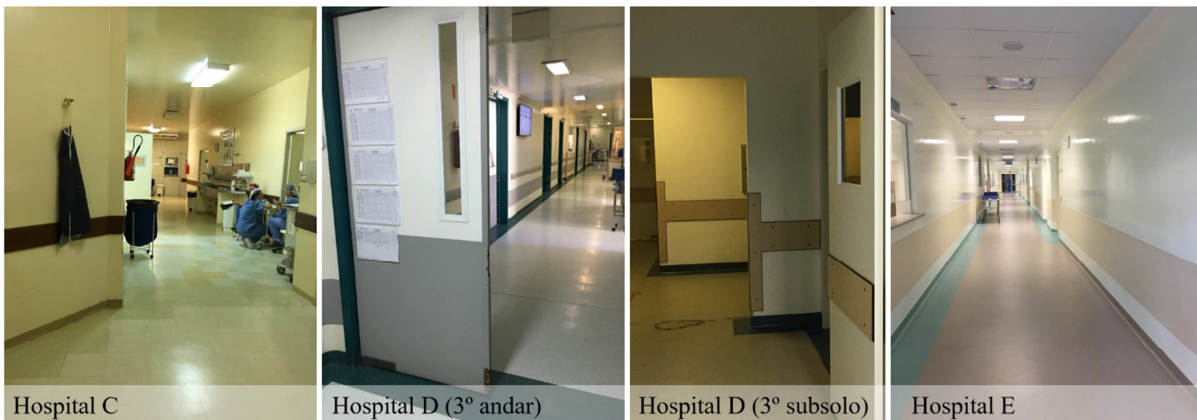 Hospital C
Hospital D (3º andar)
Hospital D (3º subsolo)
Hospital E